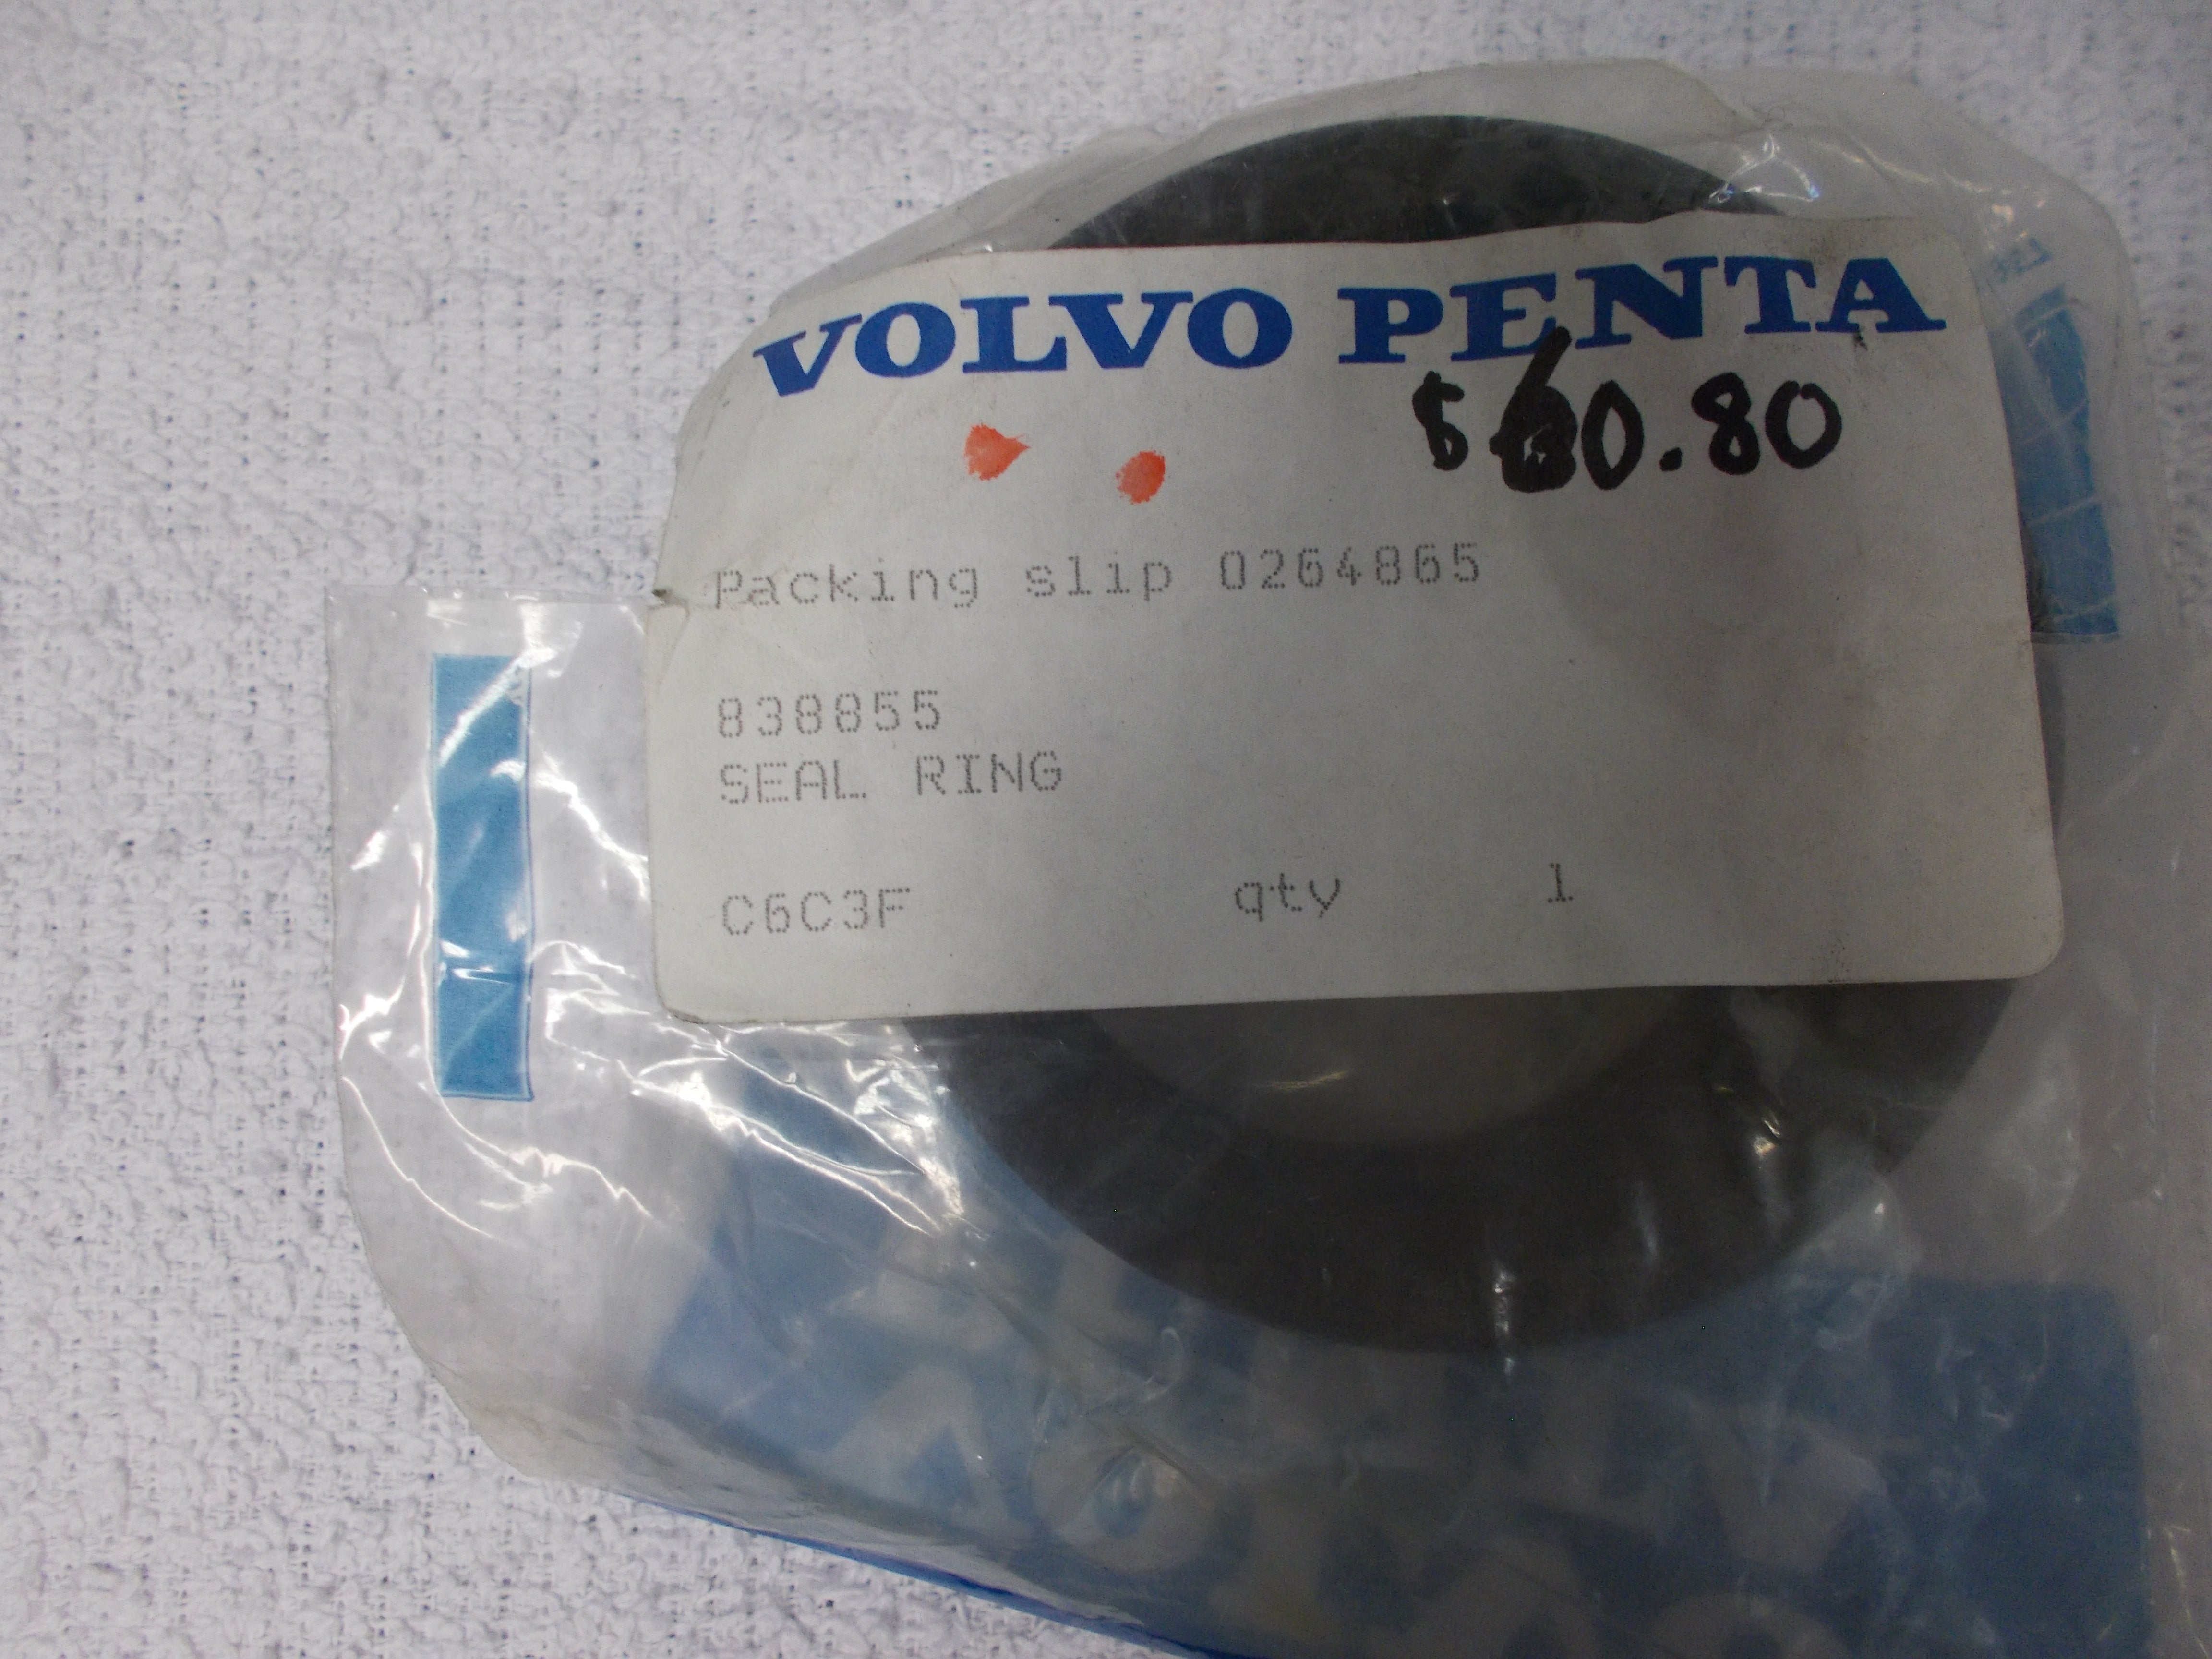 VOLVO PENTA
$60.80
Packing slip 0264865
838855
SEAL RING
C6C3F qty 1